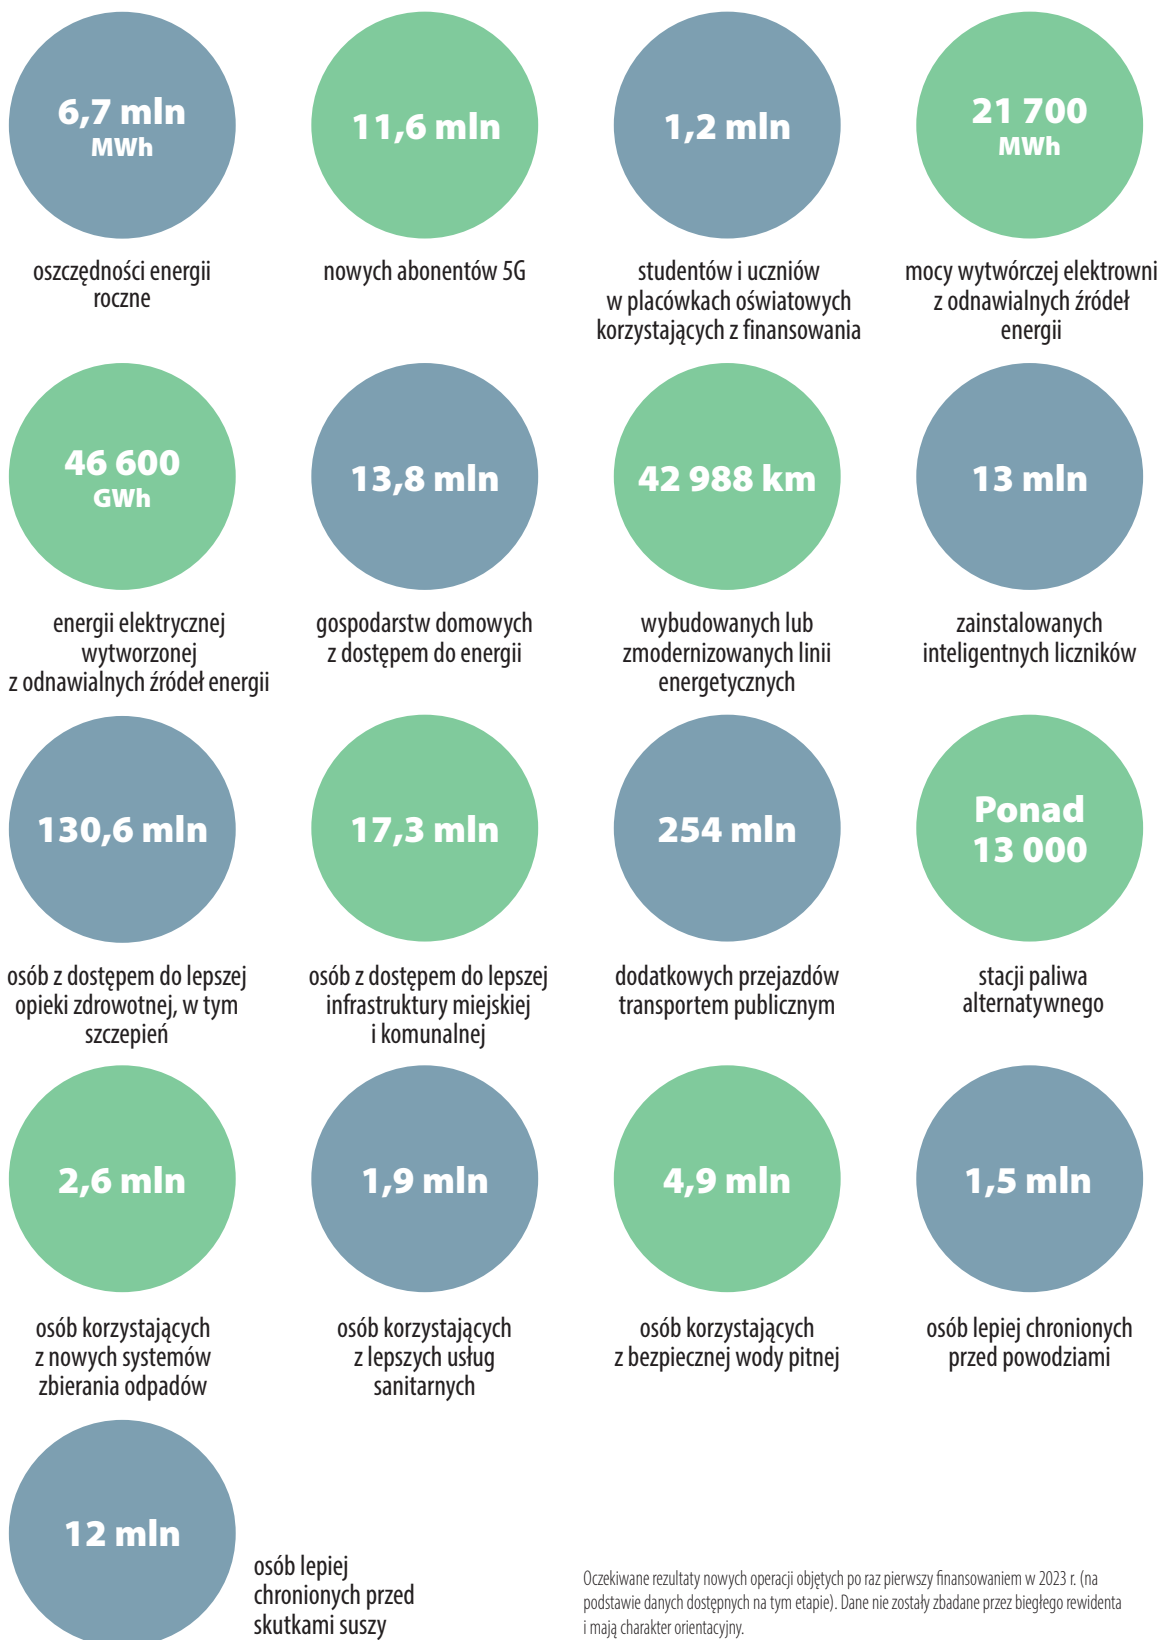 6,7 mln
MWh
oszczędności energii
roczne
11,6 mln
nowych abonentów 5G
1,2 mln
studentów i uczniów
w placówkach oświatowych
korzystających z finansowania
21 700
MWh
mocy wytwórczej elektrowni
z odnawialnych źródeł
energii
46 600
GWh
energii elektrycznej
wytworzonej
z odnawialnych źródeł energii
13,8 mln
gospodarstw domowych
z dostępem do energii
42 988 km
wybudowanych lub
zmodernizowanych linii
energetycznych
13 mln
zainstalowanych
inteligentnych liczników
130,6 mln
osób z dostępem do lepszej
opieki zdrowotnej, w tym
szczepień
17,3 mln
osób z dostępem do lepszej
infrastruktury miejskiej
i komunalnej
254 mln
dodatkowych przejazdów
transportem publicznym
Ponad
13 000
stacji paliwa
alternatywnego
2,6 mln
osób korzystających
z nowych systemów
zbierania odpadów
1,9 mln
osób korzystających
z lepszych usług
sanitarnych
4,9 mln
osób korzystających
z bezpiecznej wody pitnej
1,5 mln
osób lepiej chronionych
przed powodziami
12 mln
osób lepiej
chronionych przed
skutkami suszy
Oczekiwane rezultaty nowych operacji objętych po raz pierwszy finansowaniem w 2023 r. (na
podstawie danych dostępnych na tym etapie). Dane nie zostały zbadane przez biegłego rewidenta
i mają charakter orientacyjny.